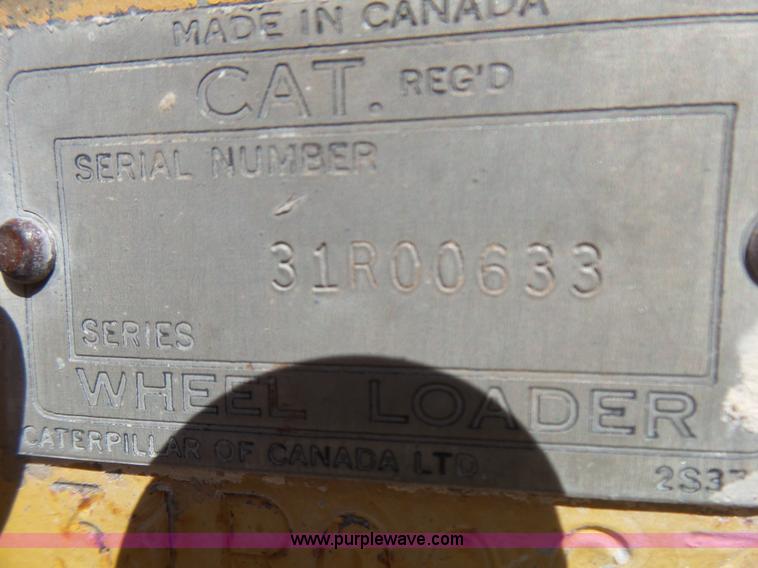 MADE IN CANADA
CAT. REG'D
SERIAL NUMBER
31R00633
SERIES
WHEEL LOADER
CATERPILLAR OF CANADA LTD.
www.purplewave.com